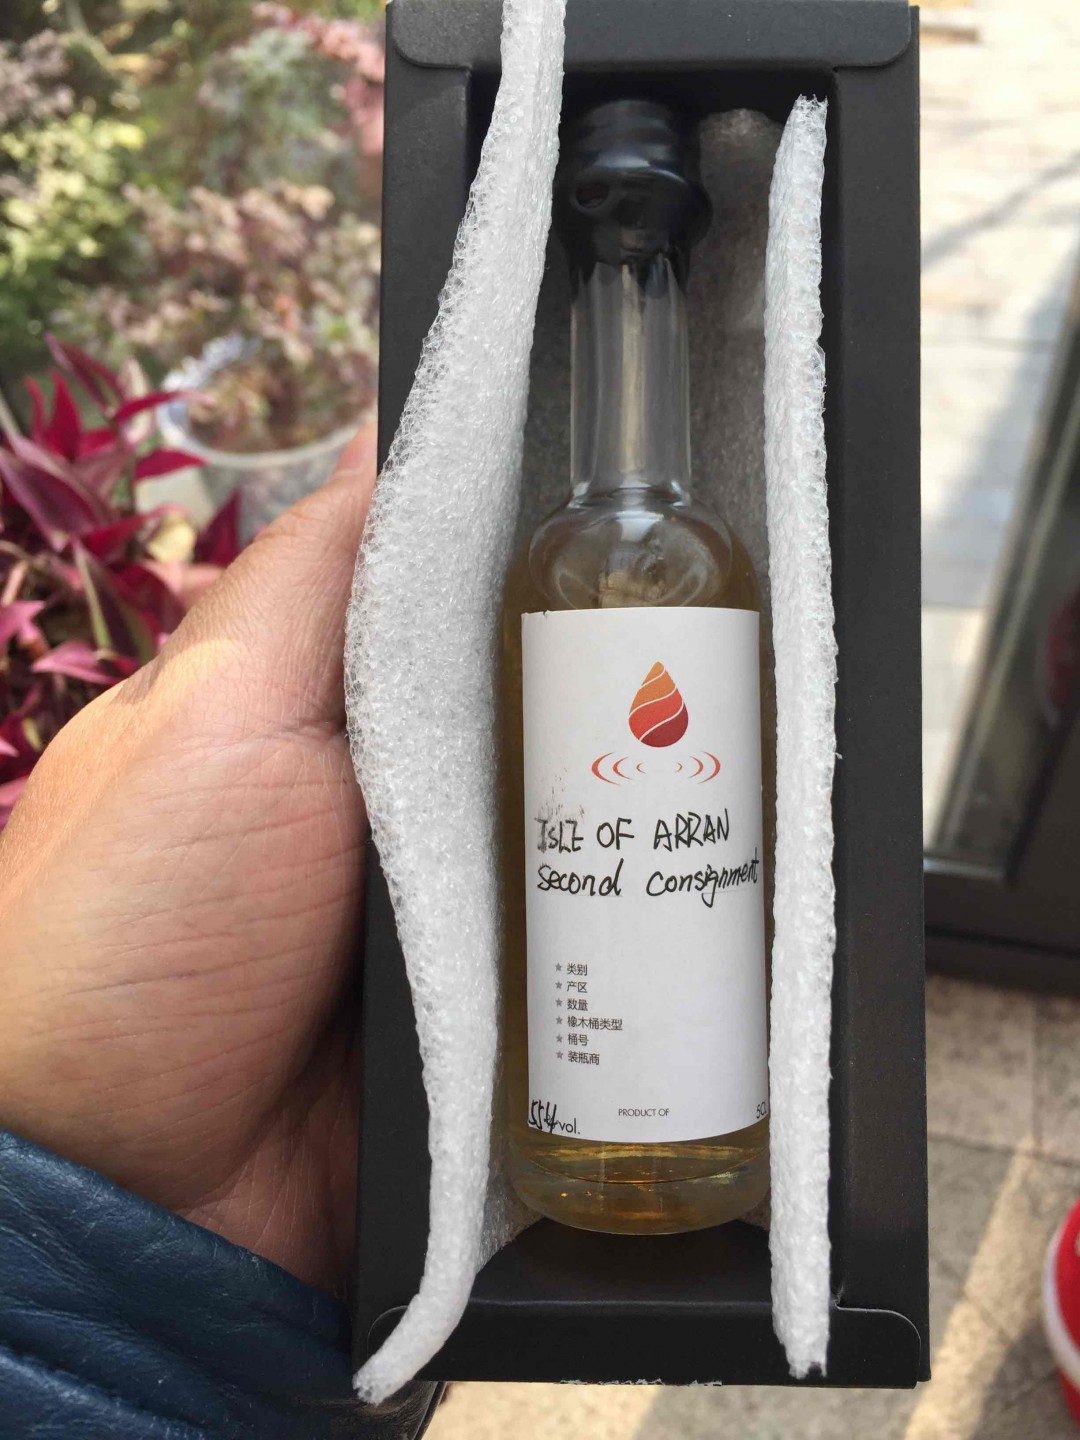 ISLE OF ARRAN
second consignment
★ 类别
★ 产区
★ 数量
★ 橡木桶类型
★ 桶号
★ 装瓶商
PRODUCT OF
5CL
55.4%vol.